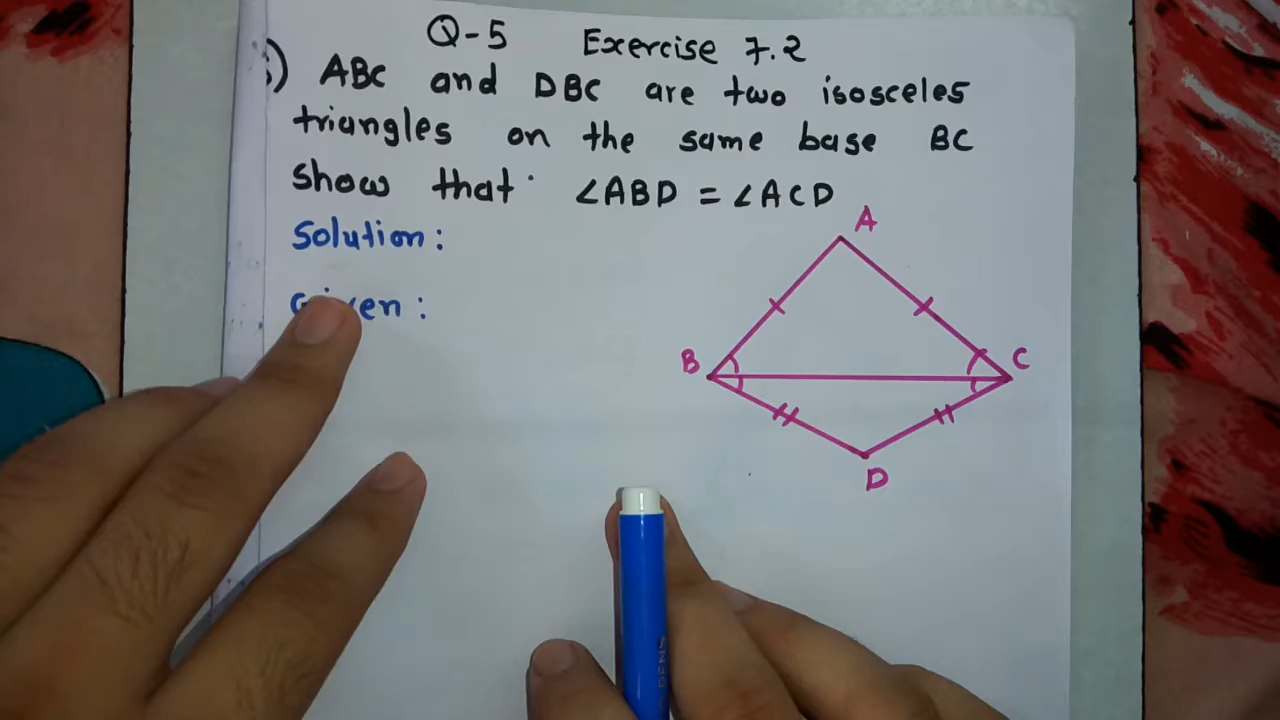 Q-5 Exercise 7.2
) ABC and DBC are two isosceles
triangles on the same base BC
show that ∠ABD = ∠ACD
Solution:
Given:
A
B
C
D